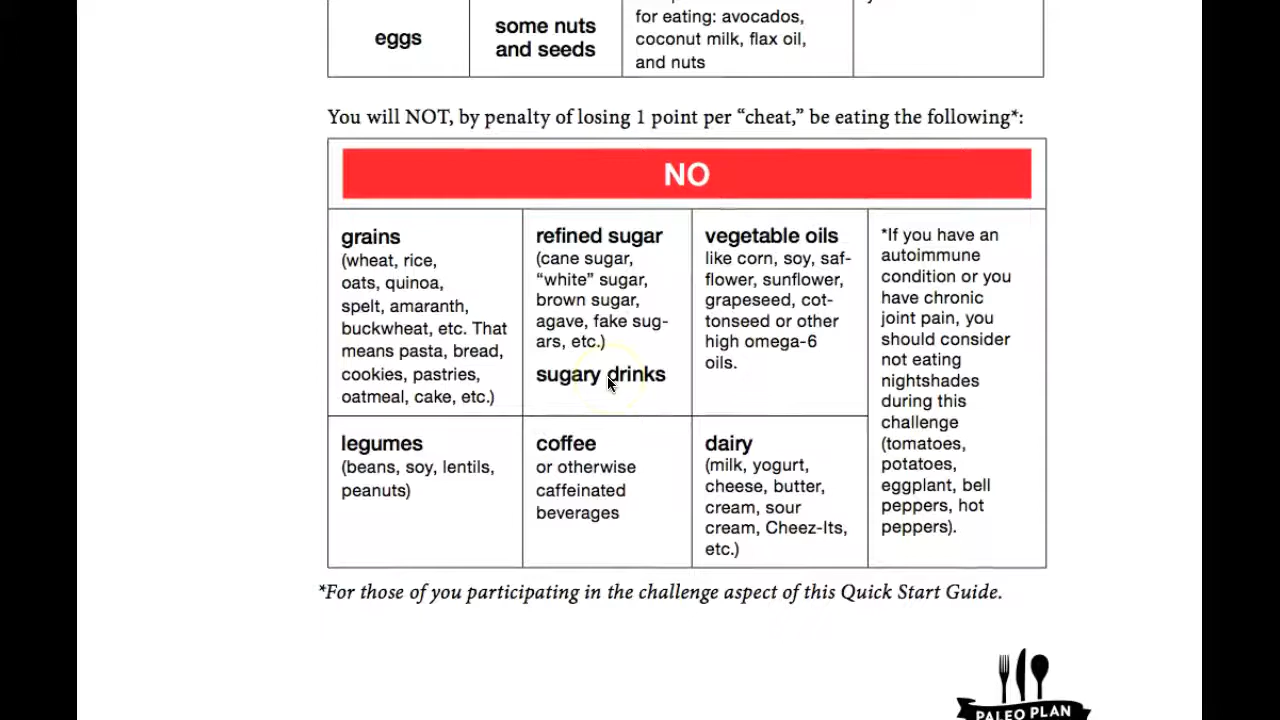 for eating: avocados,
some nuts
eggs
coconut milk, flax oil,
and seeds
and nuts
You will NOT, by penalty of losing 1 point per “cheat,” be eating the following*:
NO
grains
(wheat, rice,
oats, quinoa,
spelt, amaranth,
buckwheat, etc. That
means pasta, bread,
cookies, pastries,
oatmeal, cake, etc.)
refined sugar
(cane sugar,
“white” sugar,
brown sugar,
agave, fake sug-
ars, etc.)
sugary drinks
vegetable oils
like corn, soy, saf-
flower, sunflower,
grapeseed, cot-
tonseed or other
high omega-6
oils.
*If you have an
autoimmune
condition or you
have chronic
joint pain, you
should consider
not eating
nightshades
during this
challenge
(tomatoes,
potatoes,
eggplant, bell
peppers, hot
peppers).
legumes
(beans, soy, lentils,
peanuts)
coffee
or otherwise
caffeinated
beverages
dairy
(milk, yogurt,
cheese, butter,
cream, sour
cream, Cheez-Its,
etc.)
*For those of you participating in the challenge aspect of this Quick Start Guide.
PALEO PLAN